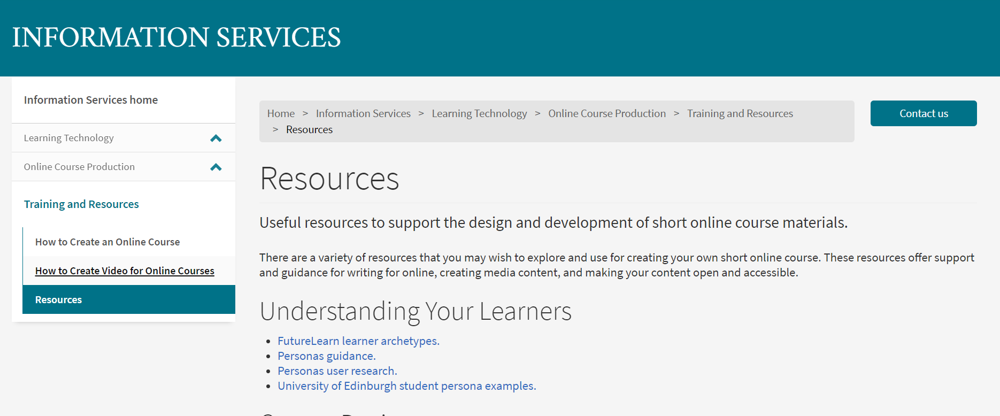 INFORMATION SERVICES
Information Services home
Learning Technology
Online Course Production
Training and Resources
How to Create an Online Course
How to Create Video for Online Courses
Resources
Home > Information Services > Learning Technology > Online Course Production > Training and Resources
> Resources
Contact us
Resources
Useful resources to support the design and development of short online course materials.
There are a variety of resources that you may wish to explore and use for creating your own short online course. These resources offer support
and guidance for writing for online, creating media content, and making your content open and accessible.
Understanding Your Learners
• FutureLearn learner archetypes.
• Personas guidance.
• Personas user research.
• University of Edinburgh student persona examples.